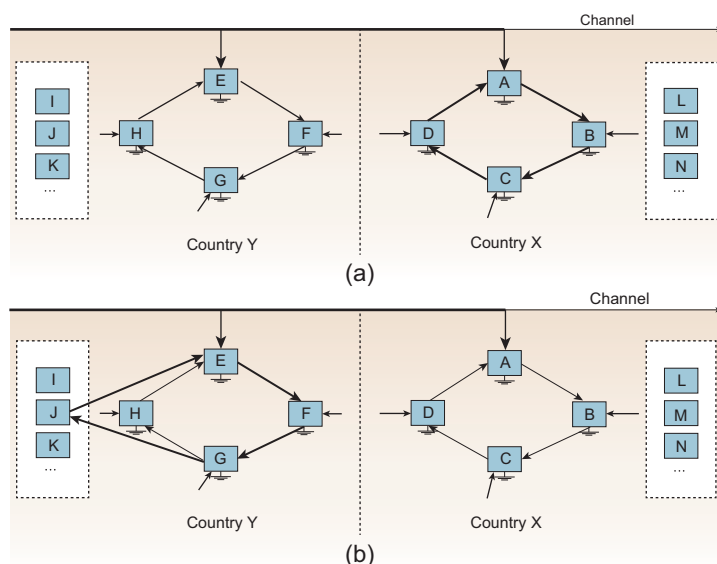 Channel
E
A
I
L
J
H
F
D
B
M
K
N
G
C
...
...
Country Y
Country X
(a)
Channel
E
A
I
L
J
H
F
D
B
M
K
N
G
C
...
...
Country Y
Country X
(b)